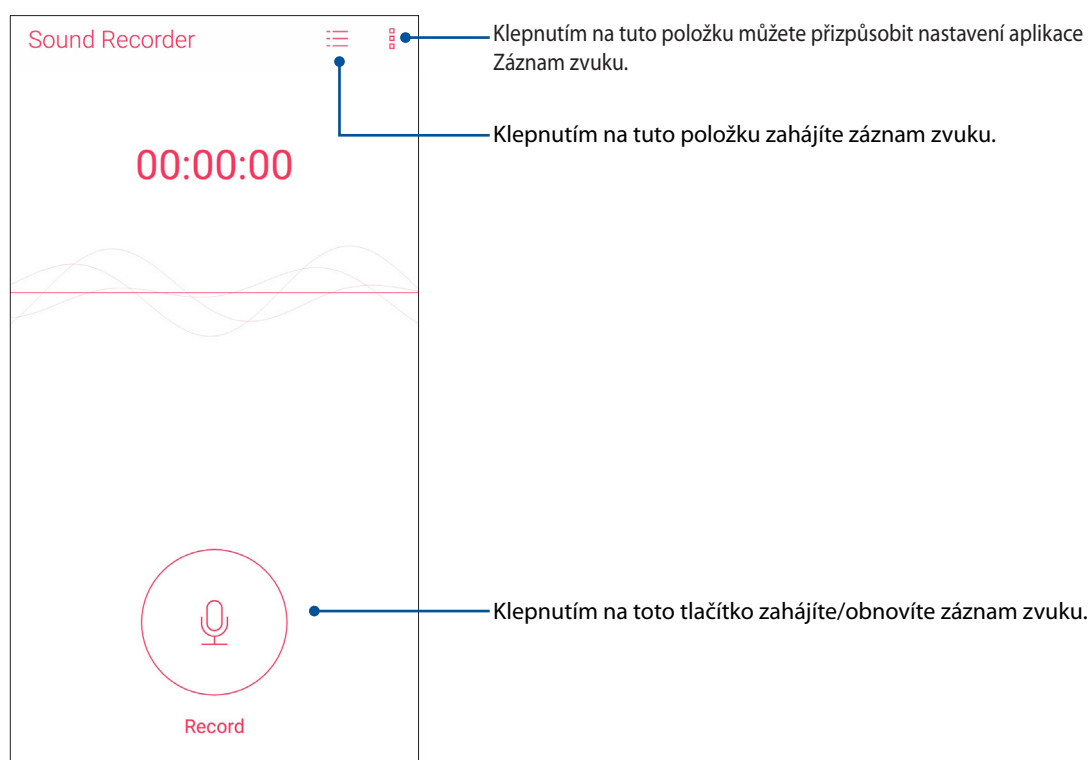 Sound Recorder
Klepnutím na tuto položku můžete přizpůsobit nastavení aplikace
Záznam zvuku.
Klepnutím na tuto položku zahájíte záznam zvuku.
00:00:00
Klepnutím na toto tlačítko zahájíte/obnovíte záznam zvuku.
Record